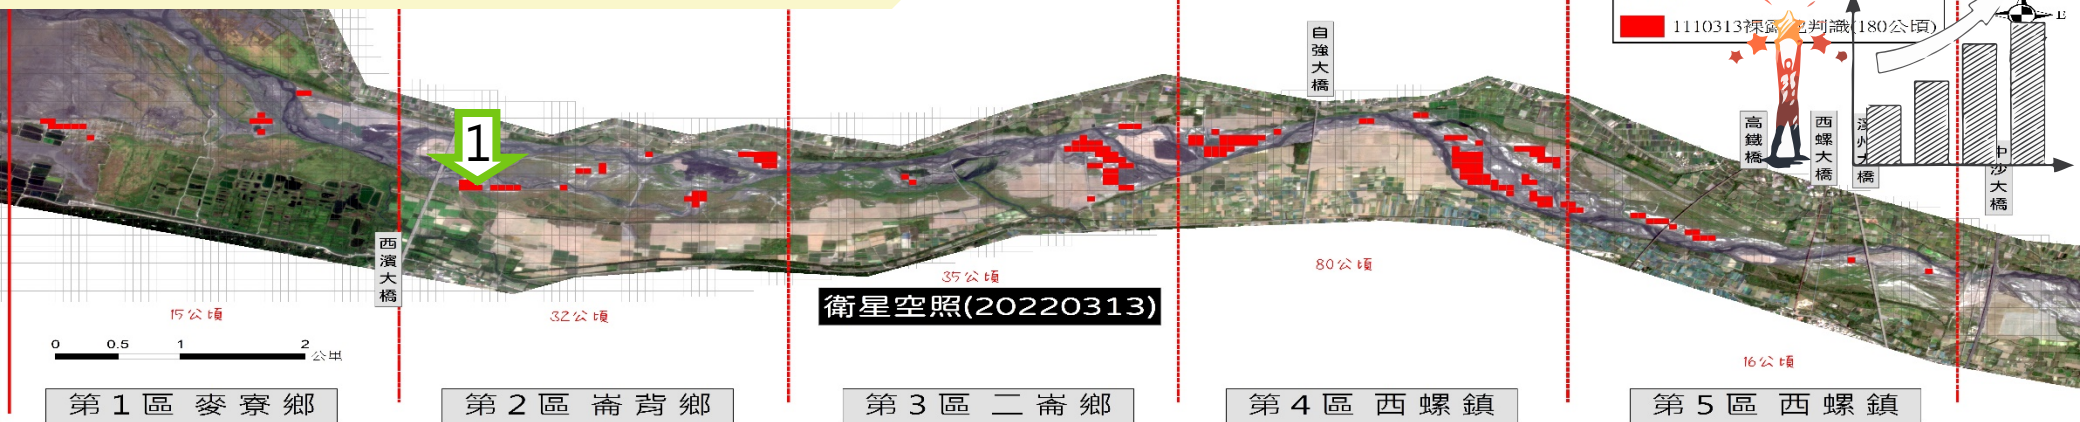 1110313裸露地判識(180公頃)
E
自強大橋
高鐵橋
西螺大橋
溪州大橋
中沙大橋
1
西濱大橋
15公頃
32公頃
35公頃
80公頃
16公頃
衛星空照(20220313)
0 0.5 1 2 公里
第1區 麥寮鄉
第2區 崙背鄉
第3區 二崙鄉
第4區 西螺鎮
第5區 西螺鎮